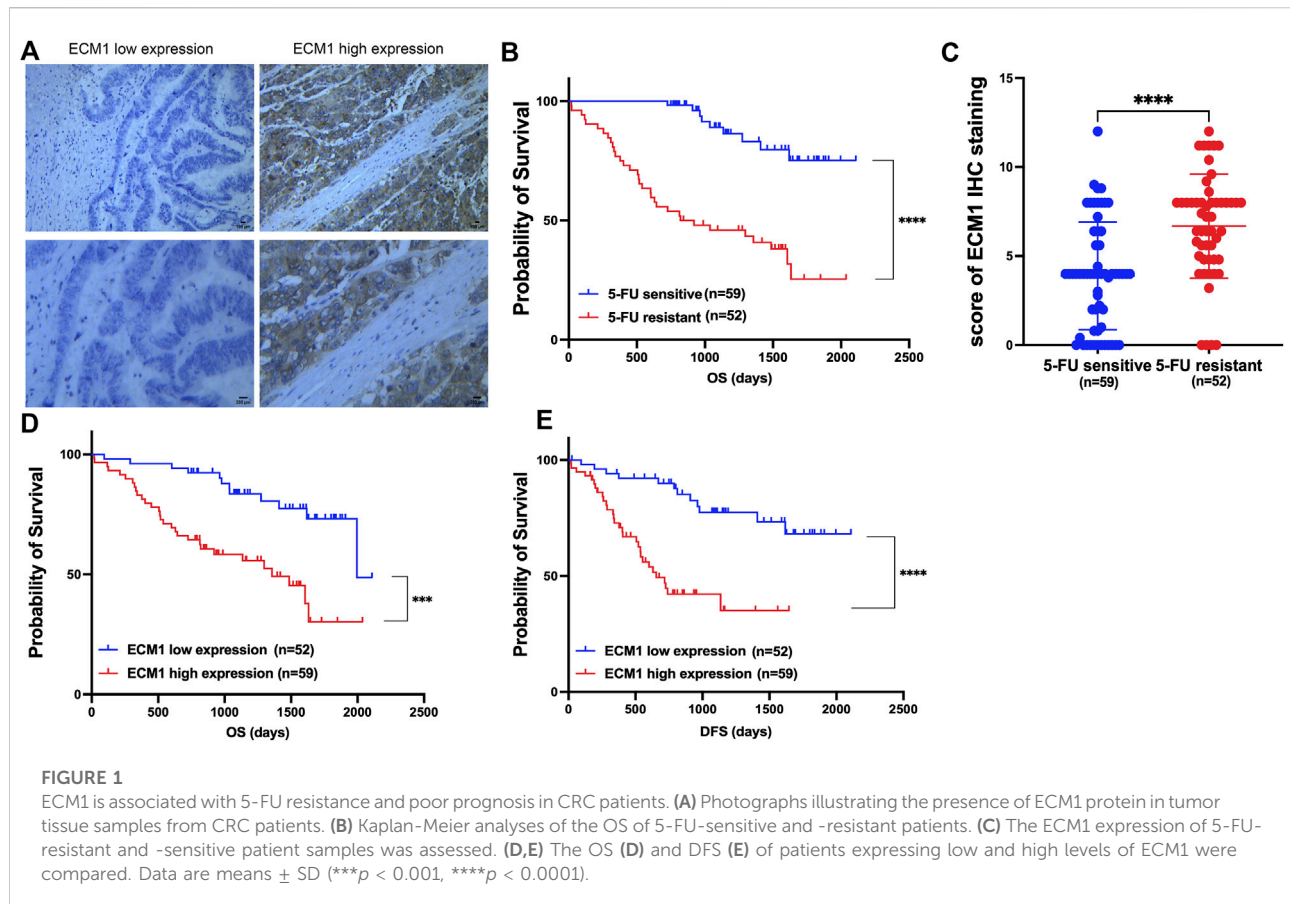 A
ECM1 low expression
ECM1 high expression
B
Probability of Survival
100
50
0
5-FU sensitive (n=59)
5-FU resistant (n=52)
****
0 500 1000 1500 2000 2500
OS (days)
C
score of ECM1 IHC staining
15
10
5
0
****
5-FU sensitive 5-FU resistant
(n=59) (n=52)
D
Probability of Survival
100
50
0
ECM1 low expression (n=52)
ECM1 high expression (n=59)
***
0 500 1000 1500 2000 2500
OS (days)
E
Probability of Survival
100
50
0
ECM1 low expression (n=52)
ECM1 high expression (n=59)
****
0 500 1000 1500 2000 2500
DFS (days)
FIGURE 1
ECM1 is associated with 5-FU resistance and poor prognosis in CRC patients. (A) Photographs illustrating the presence of ECM1 protein in tumor
tissue samples from CRC patients. (B) Kaplan-Meier analyses of the OS of 5-FU-sensitive and -resistant patients. (C) The ECM1 expression of 5-FU-
resistant and -sensitive patient samples was assessed. (D,E) The OS (D) and DFS (E) of patients expressing low and high levels of ECM1 were
compared. Data are means ± SD (***p < 0.001, ****p < 0.0001).